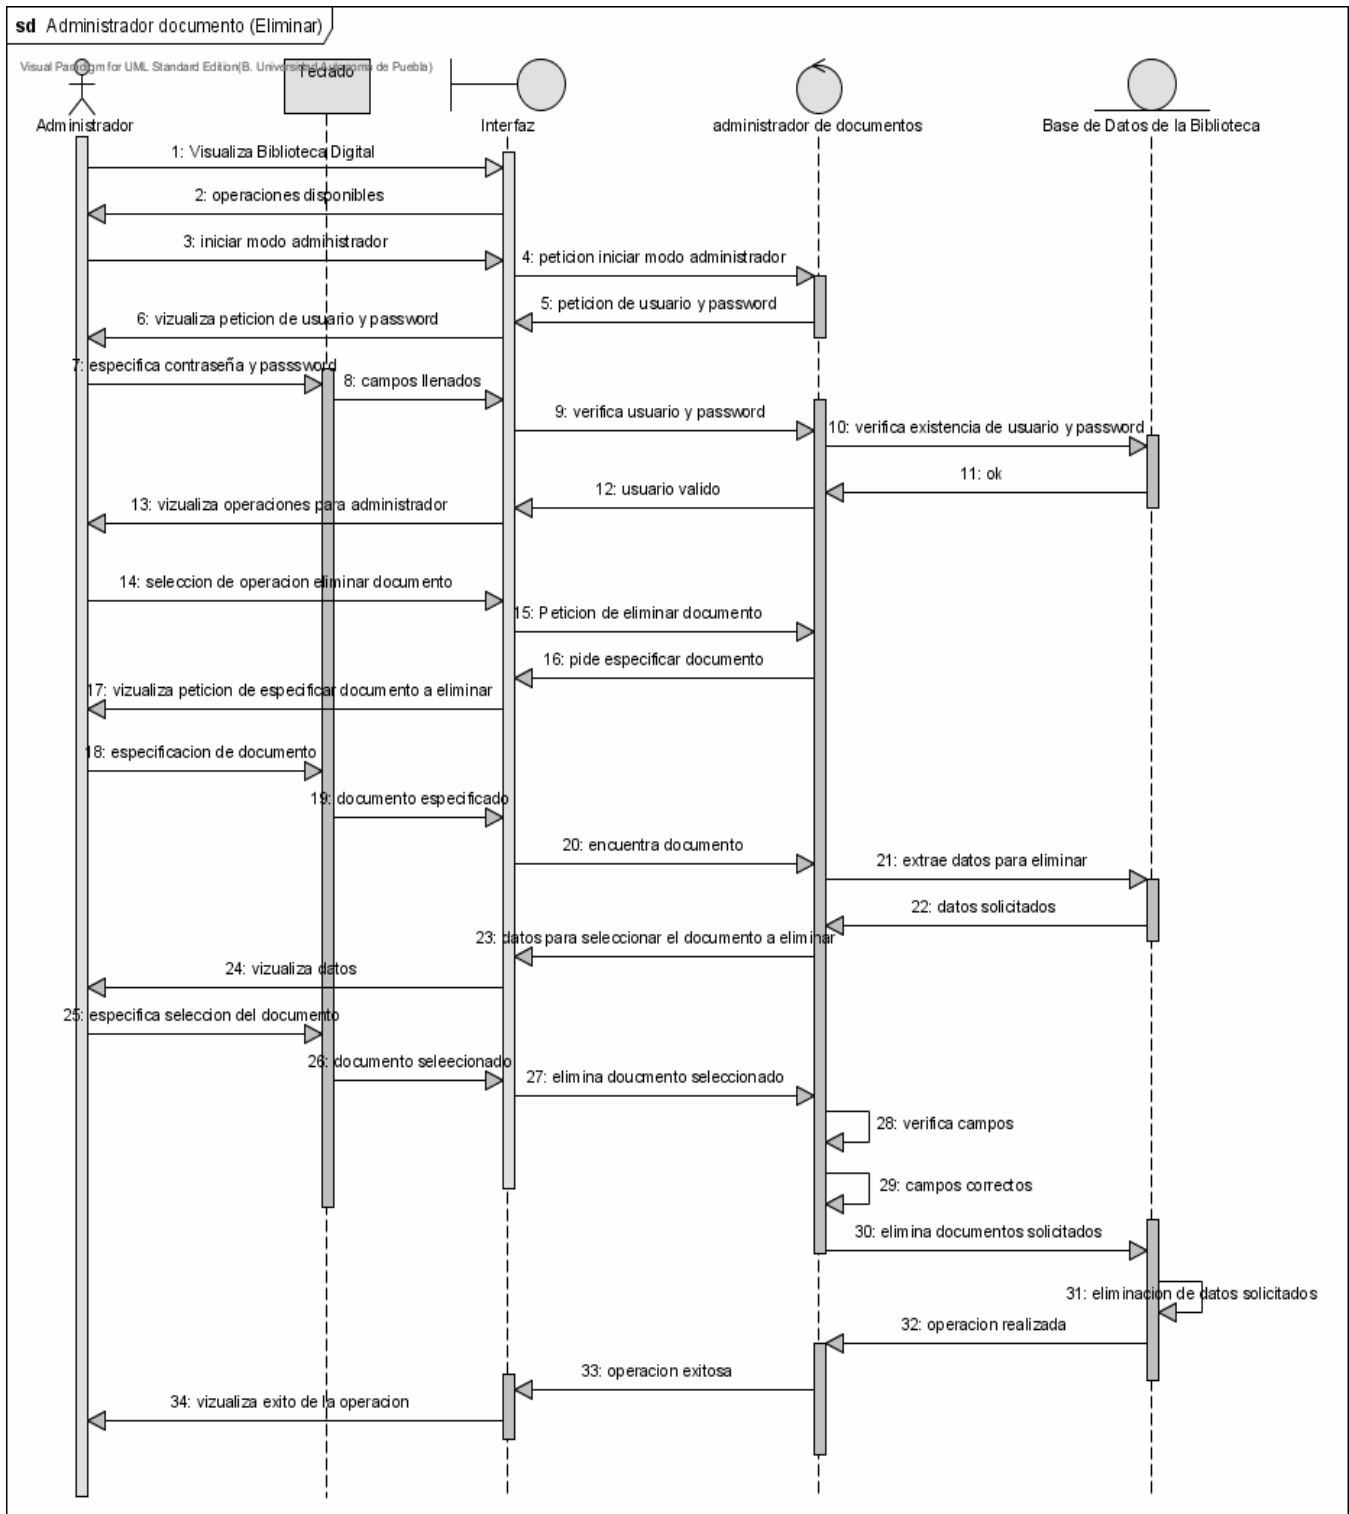 sd Administrador documento (Eliminar)
Visual Paradigm for UML Standard Edition(B. Universidad Autonoma de Puebla)
Teclado
Administrador
Interfaz
administrador de documentos
Base de Datos de la Biblioteca
1: Visualiza Biblioteca Digital
2: operaciones disponibles
3: iniciar modo administrador
4: peticion iniciar modo administrador
5: peticion de usuario y password
6: vizualiza peticion de usuario y password
7: especifica contraseña y passsword
8: campos llenados
9: verifica usuario y password
10: verifica existencia de usuario y password
11: ok
12: usuario valido
13: vizualiza operaciones para administrador
14: seleccion de operacion eliminar documento
15: Peticion de eliminar documento
16: pide especificar documento
17: vizualiza peticion de especificar documento a eliminar
18: especificacion de documento
19: documento especificado
20: encuentra documento
21: extrae datos para eliminar
22: datos solicitados
23: datos para seleccionar el documento a eliminar
24: vizualiza datos
25: especifica seleccion del documento
26: documento seleecionado
27: elimina doucmento seleccionado
28: verifica campos
29: campos correctos
30: elimina documentos solicitados
31: eliminacion de datos solicitados
32: operacion realizada
33: operacion exitosa
34: vizualiza exito de la operacion